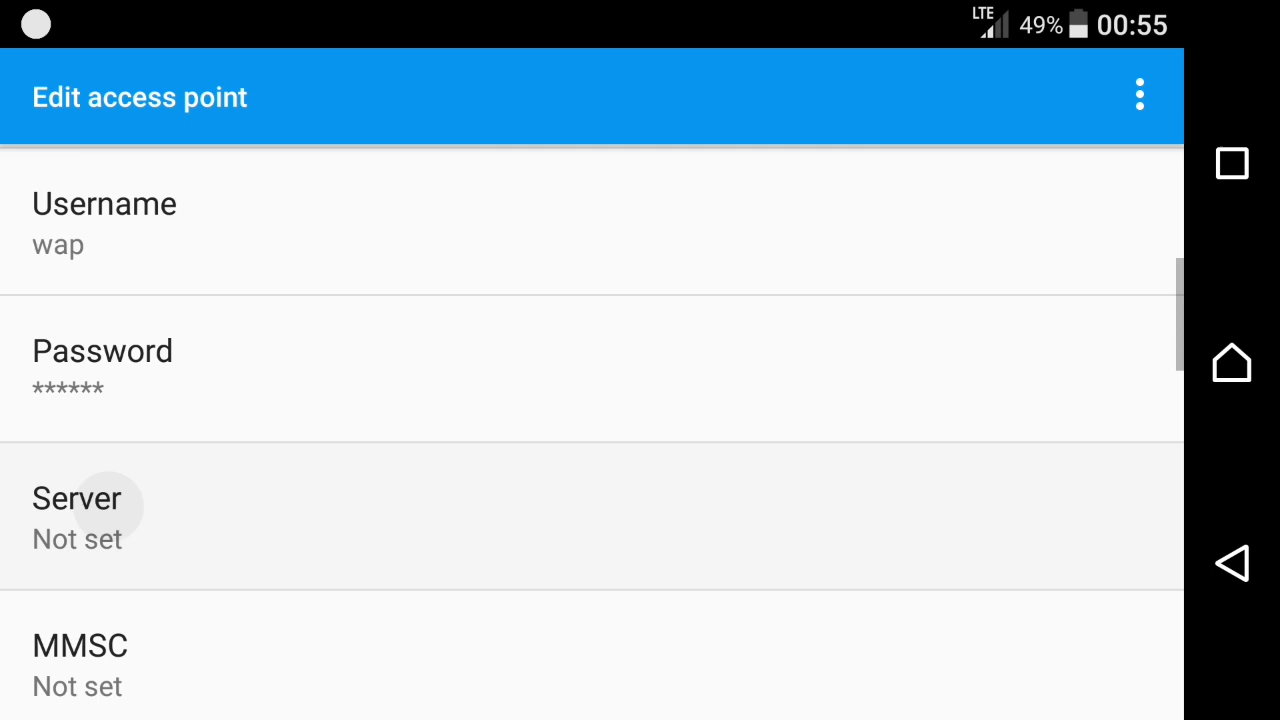 LTE 49% 00:55
Edit access point
Username
wap
Password
******
Server
Not set
MMSC
Not set